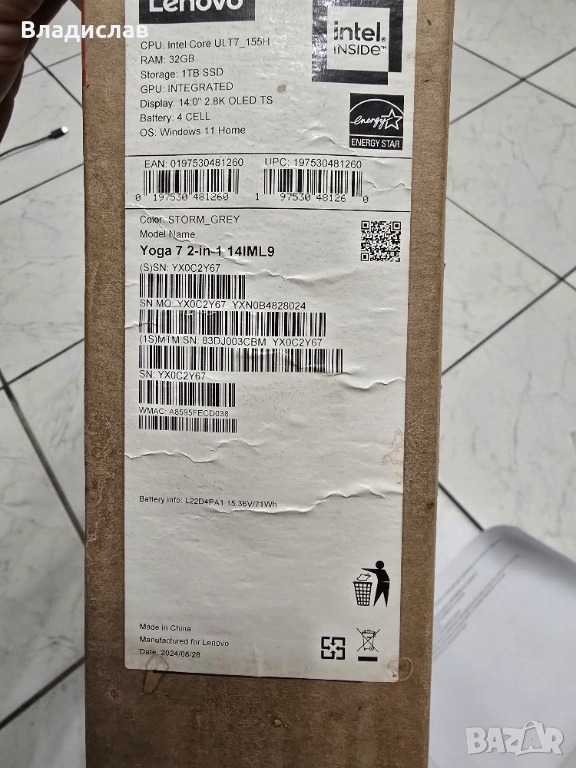 Владислав
Lenovo
CPU: Intel Core ULT7_155H
RAM: 32GB
Storage: 1TB SSD
GPU: INTEGRATED
Display: 14.0" 2.8K OLED TS
Battery: 4 CELL
OS: Windows 11 Home
intel
INSIDE™
energy
ENERGY STAR
EAN: 0197530481260 UPC: 197530481260
0 197530 481260 1 97530 48126 0
Color: STORM_GREY
Model Name:
Yoga 7 2-in-1 14IML9
(S)SN: YX0C2Y67
SN MO: YX0C2Y67 YXN0B4828024
(1S)MTM SN: 83DJ003CBM YX0C2Y67
SN: YX0C2Y67
WMAC: A8595FECD038
Battery Info: L22D4PA1 15.36V/71Wh
Made in China
Manufactured for Lenovo
Date: 2024/08/28
BAZAR